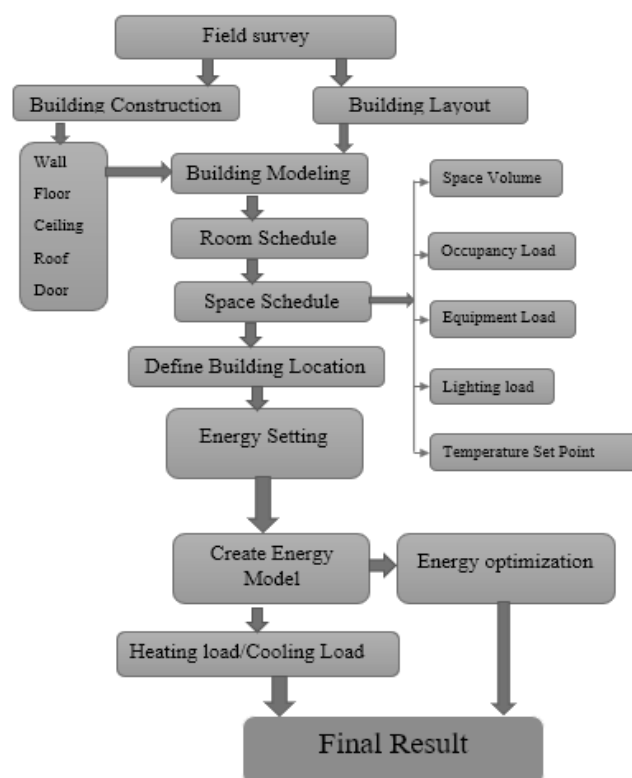 Field survey
Building Construction
Building Layout
Wall
Floor
Ceiling
Roof
Door
Building Modeling
Room Schedule
Space Schedule
Space Volume
Occupancy Load
Equipment Load
Lighting load
Temperature Set Point
Define Building Location
Energy Setting
Create Energy
Model
Energy optimization
Heating load/Cooling Load
Final Result